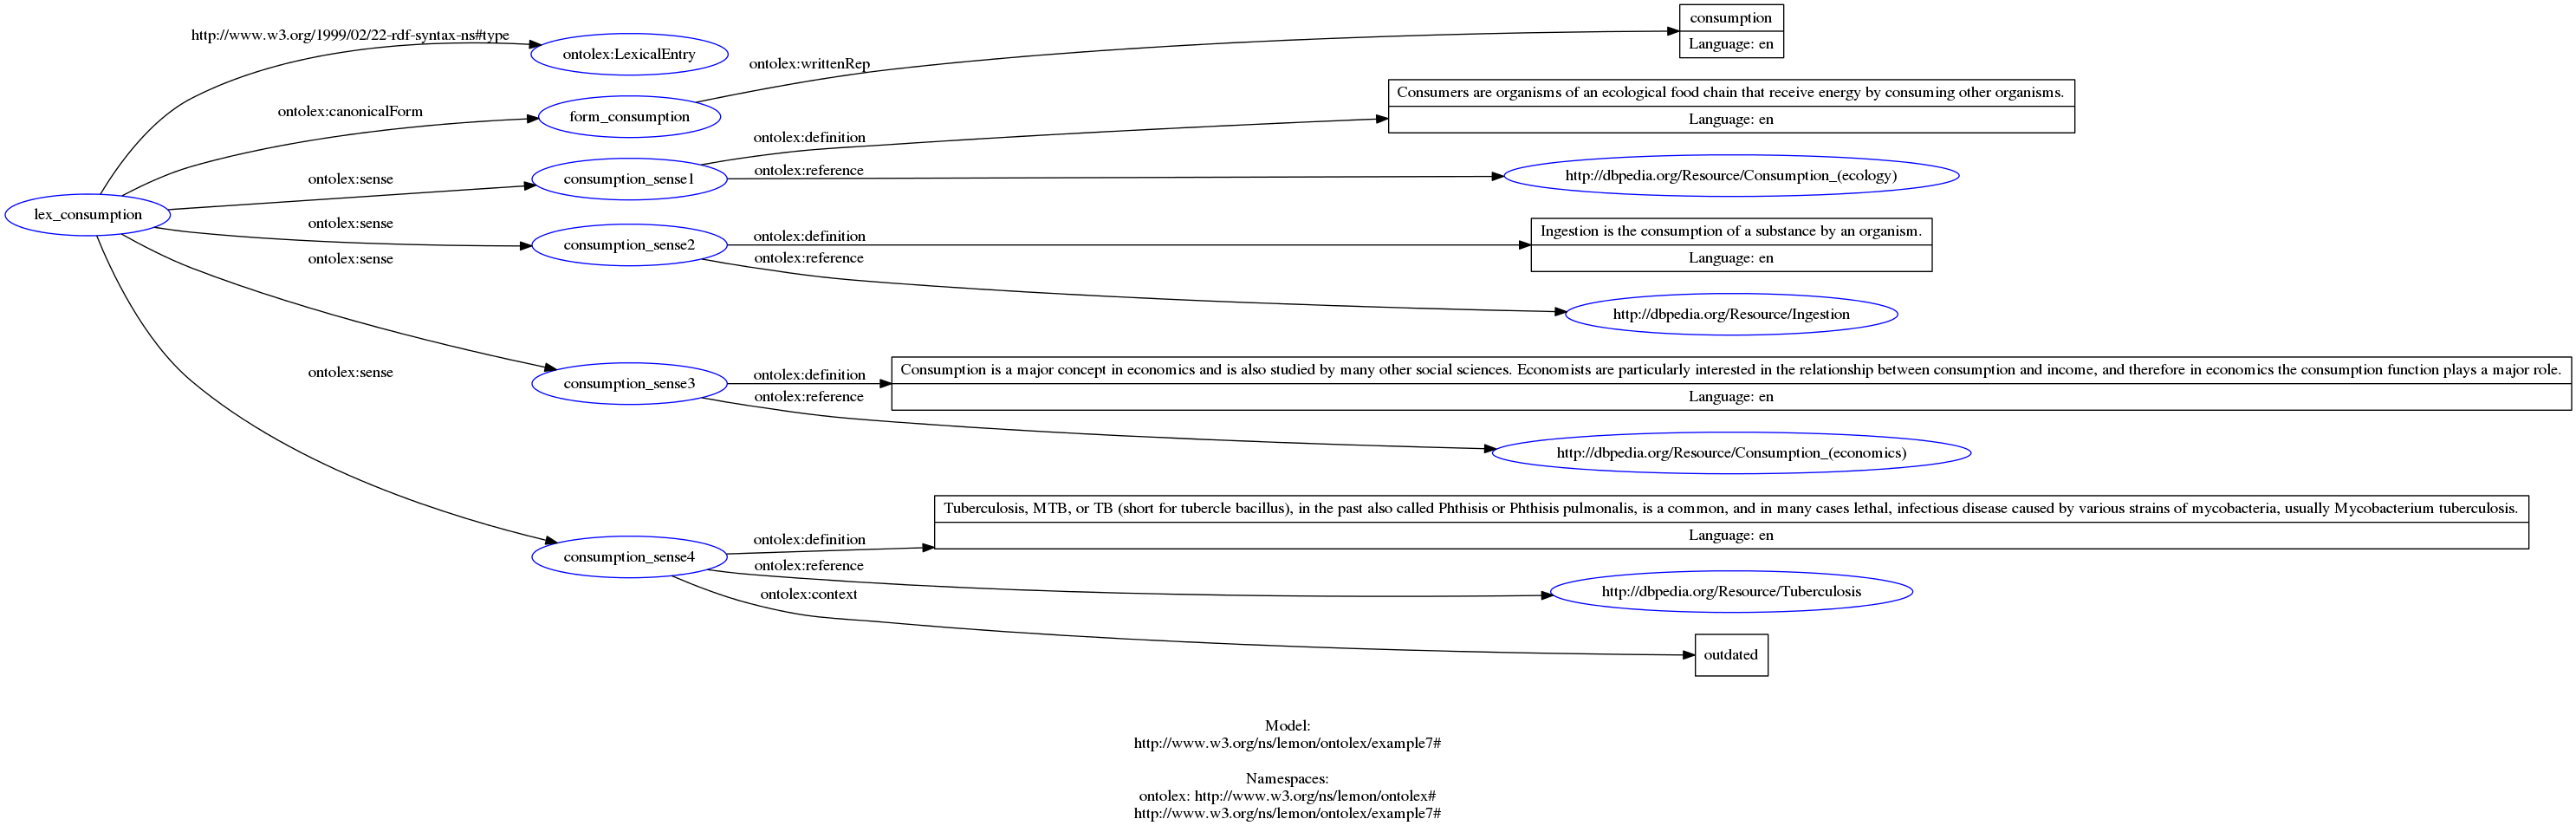 consumption
Language: en
http://www.w3.org/1999/02/22-rdf-syntax-ns#type
ontolex:LexicalEntry
ontolex:writtenRep
Consumers are organisms of an ecological food chain that receive energy by consuming other organisms.
Language: en
ontolex:canonicalForm
form_consumption
ontolex:definition
ontolex:reference
http://dbpedia.org/Resource/Consumption_(ecology)
ontolex:sense
consumption_sense1
lex_consumption
ontolex:sense
consumption_sense2
ontolex:definition
Ingestion is the consumption of a substance by an organism.
Language: en
ontolex:sense
ontolex:reference
http://dbpedia.org/Resource/Ingestion
ontolex:sense
consumption_sense3
ontolex:definition
Consumption is a major concept in economics and is also studied by many other social sciences. Economists are particularly interested in the relationship between consumption and income, and therefore in economics the consumption function plays a major role.
Language: en
ontolex:reference
http://dbpedia.org/Resource/Consumption_(economics)
Tuberculosis, MTB, or TB (short for tubercle bacillus), in the past also called Phthisis or Phthisis pulmonalis, is a common, and in many cases lethal, infectious disease caused by various strains of mycobacteria, usually Mycobacterium tuberculosis.
Language: en
ontolex:definition
consumption_sense4
ontolex:reference
http://dbpedia.org/Resource/Tuberculosis
ontolex:context
outdated
Model:
http://www.w3.org/ns/lemon/ontolex/example7#
Namespaces:
ontolex: http://www.w3.org/ns/lemon/ontolex#
http://www.w3.org/ns/lemon/ontolex/example7#